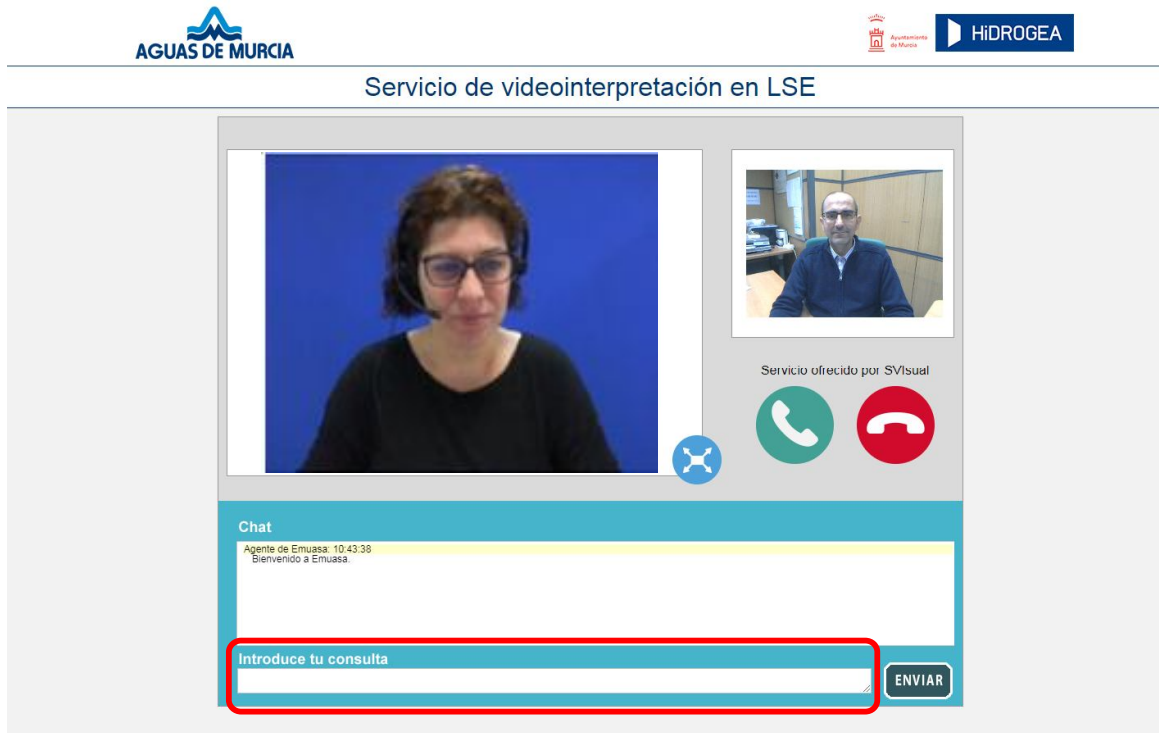 AGUAS DE MURCIA
Ayuntamiento
de Murcia
HiDROGEA
Servicio de videointerpretación en LSE
Servicio ofrecido por SVIsual
Chat
Agente de Emuasa: 10:43:38
Bienvenido a Emuasa.
Introduce tu consulta
ENVIAR